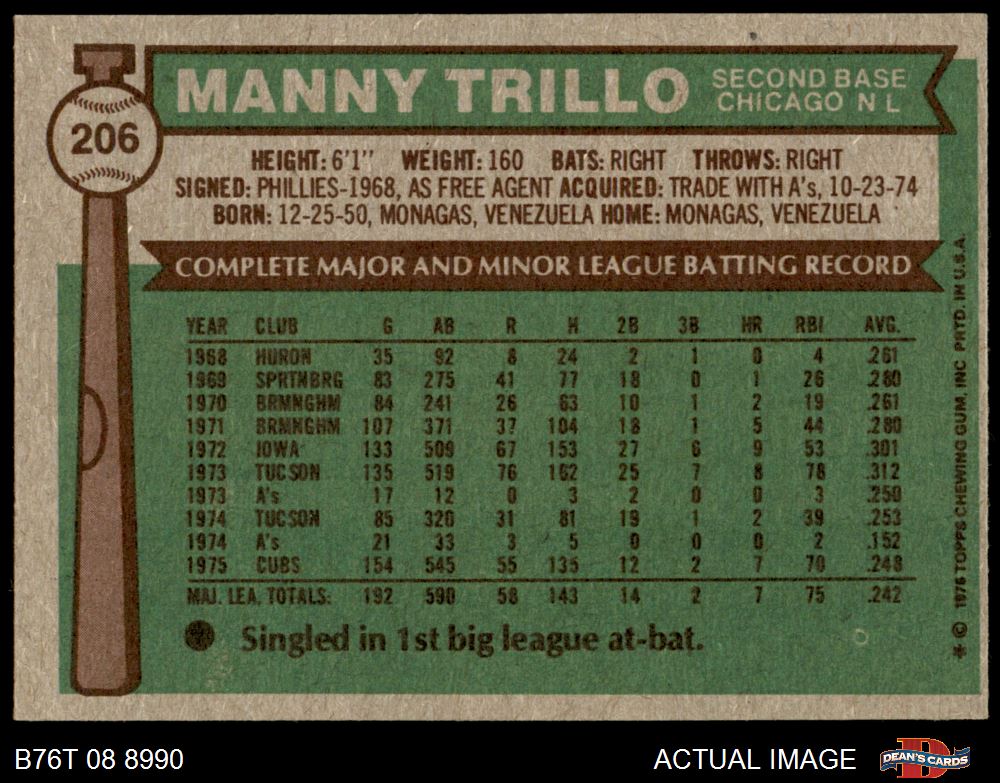 206
MANNY TRILLO
SECOND BASE
CHICAGO N L
HEIGHT: 6'1" WEIGHT: 160 BATS: RIGHT THROWS: RIGHT
SIGNED: PHILLIES-1968, AS FREE AGENT ACQUIRED: TRADE WITH A's, 10-23-74
BORN: 12-25-50, MONAGAS, VENEZUELA HOME: MONAGAS, VENEZUELA
COMPLETE MAJOR AND MINOR LEAGUE BATTING RECORD
YEAR CLUB G AB R H 2B 3B HR RBI AVG.
1968 HURON 35 92 8 24 2 1 0 4 .261
1969 SPRTNBRG 83 275 41 77 18 0 1 26 .280
1970 BRMNGHM 84 241 26 63 10 1 2 19 .261
1971 BRMNGHM 107 371 37 104 18 1 5 44 .280
1972 IOWA 133 509 67 153 27 6 9 53 .301
1973 TUCSON 135 519 76 162 25 7 8 78 .312
1973 A's 17 12 0 3 2 0 0 3 .250
1974 TUCSON 85 320 31 81 19 1 2 39 .253
1974 A's 21 33 3 5 0 0 0 2 .152
1975 CUBS 154 545 55 135 12 2 7 70 .248
MAJ. LEA. TOTALS: 192 590 58 143 14 2 7 75 .242
Singled in 1st big league at-bat.
* © 1976 TOPPS CHEWING GUM, INC PRTD. IN U.S.A.
B76T 08 8990
ACTUAL IMAGE
DEAN'S CARDS